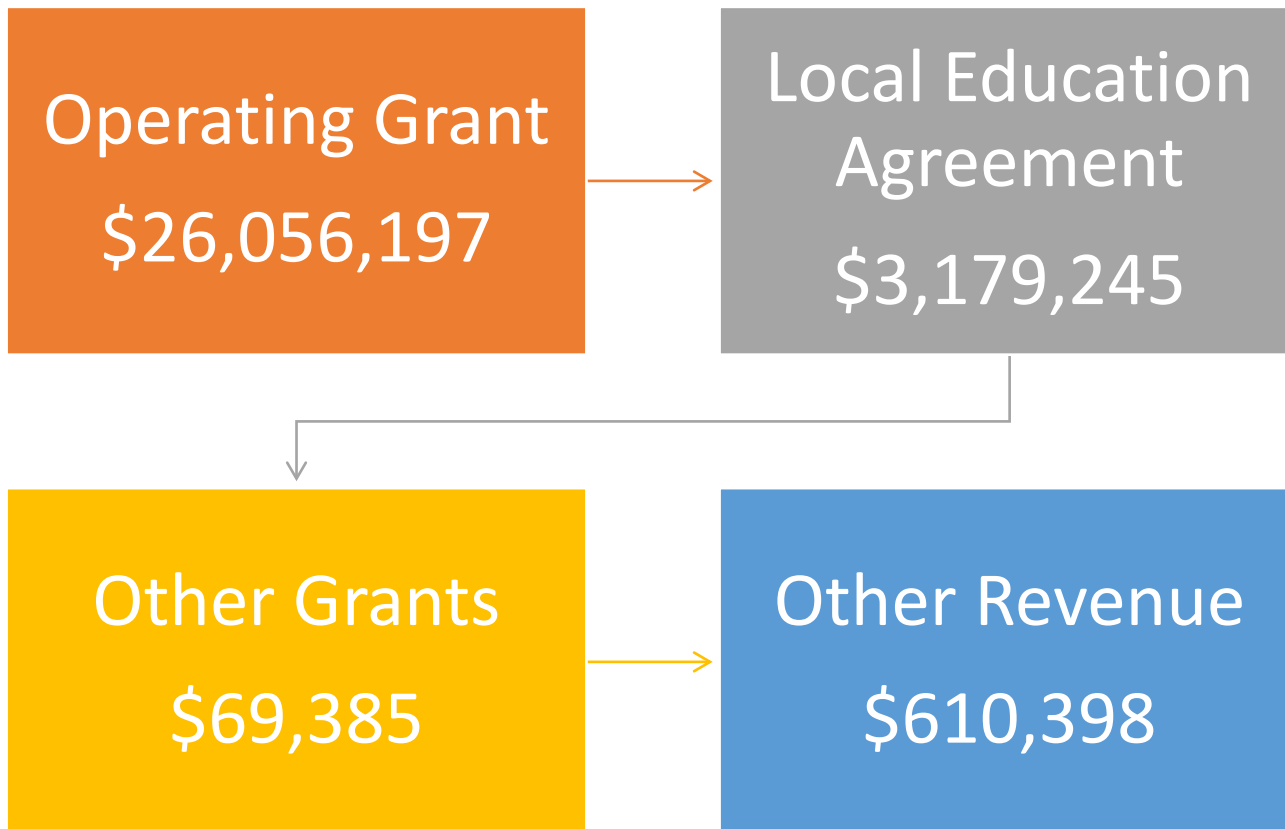 Operating Grant
$26,056,197
Local Education
Agreement
$3,179,245
Other Grants
$69,385
Other Revenue
$610,398